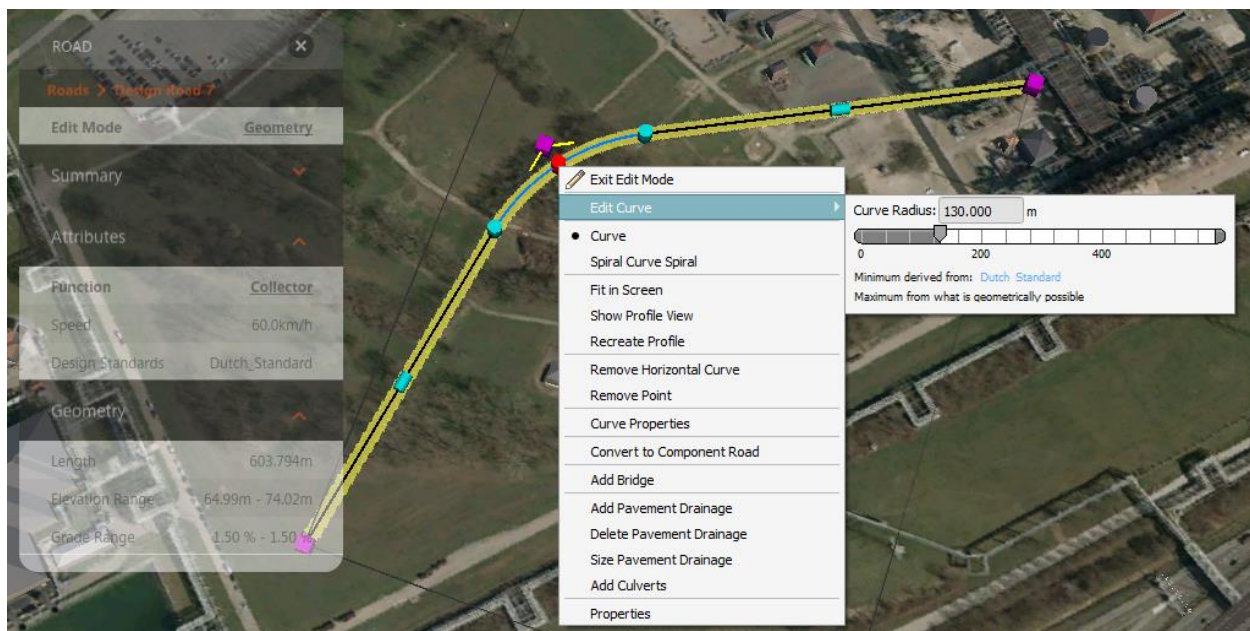 ROAD
Roads > Design Road 7
Edit Mode Geometry
Summary
Attributes
Function Collector
Speed 60.0km/h
Design Standards Dutch_Standard
Geometry
Length 603.794m
Elevation Range 64.99m - 74.02m
Grade Range 1.50 % - 1.50 %
Exit Edit Mode
Edit Curve
Curve
Spiral Curve Spiral
Fit in Screen
Show Profile View
Recreate Profile
Remove Horizontal Curve
Remove Point
Curve Properties
Convert to Component Road
Add Bridge
Add Pavement Drainage
Delete Pavement Drainage
Size Pavement Drainage
Add Culverts
Properties
Curve Radius: 130.000 m
0 200 400
Minimum derived from: Dutch Standard
Maximum from what is geometrically possible